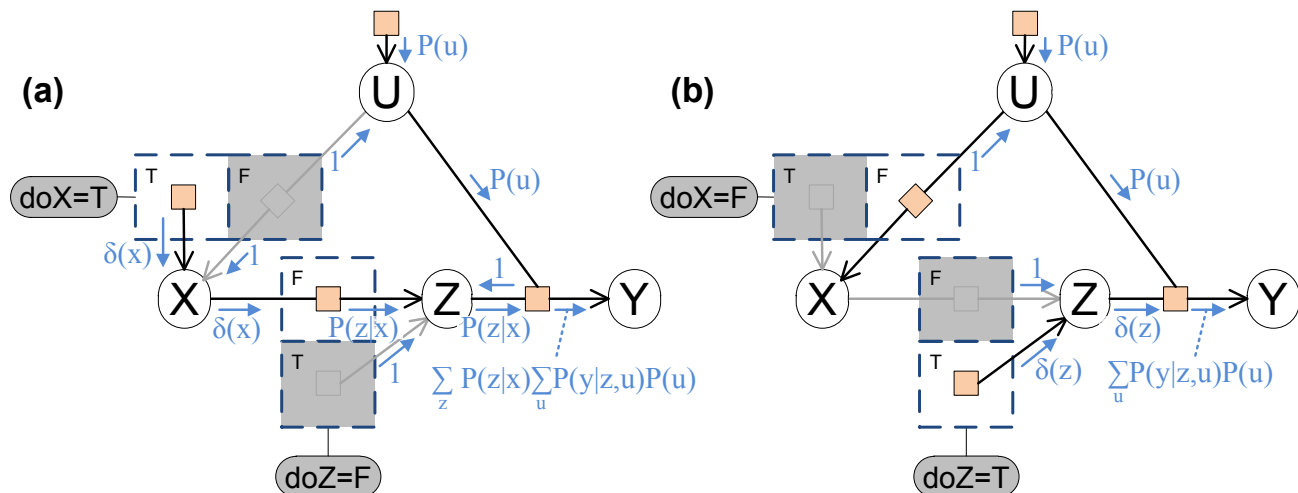 (a)
P(u)
U
1
P(u)
T
F
doX=T
δ(x)
1
X
F
Z
Y
1
δ(x)
P(z|x)
P(z|x)
T
1
∑z P(z|x)∑u P(y|z,u)P(u)
doZ=F
(b)
P(u)
U
1
P(u)
T
F
doX=F
X
F
1
Z
Y
δ(z)
T
δ(z)
∑u P(y|z,u)P(u)
doZ=T